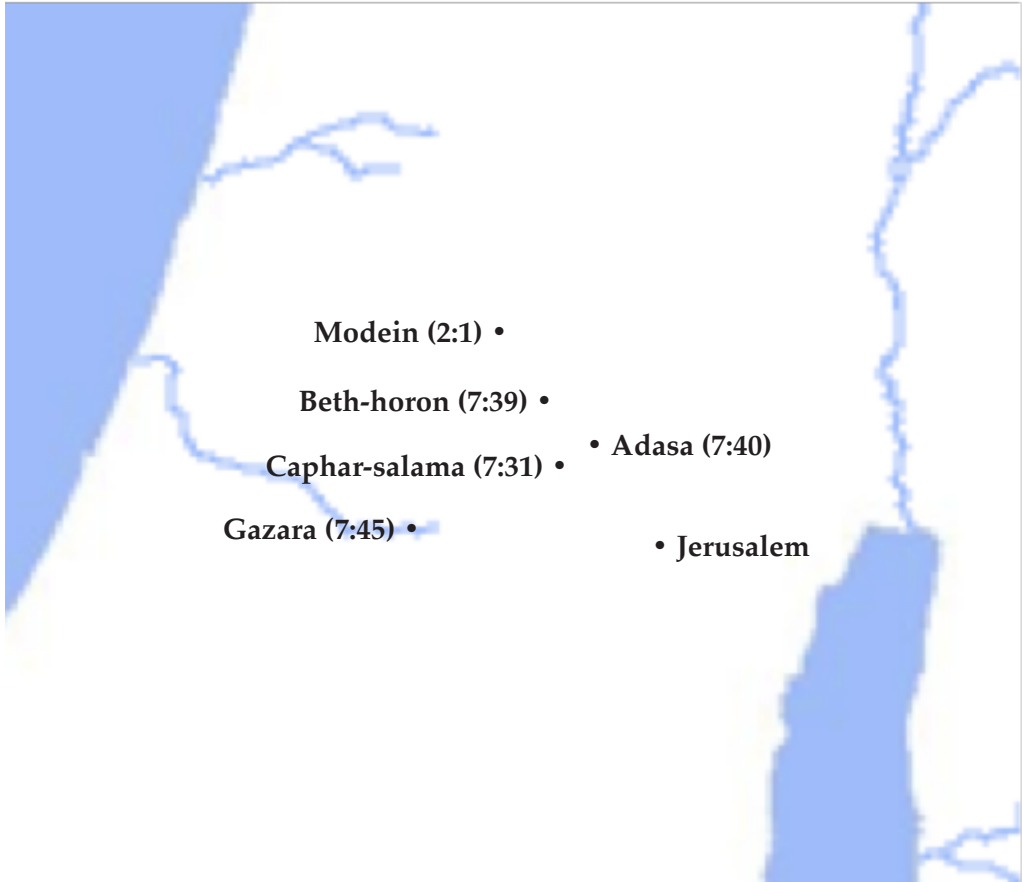 Modein (2:1) •
Beth-horon (7:39) •
• Adasa (7:40)
Caphar-salama (7:31) •
Gazara (7:45) •
• Jerusalem